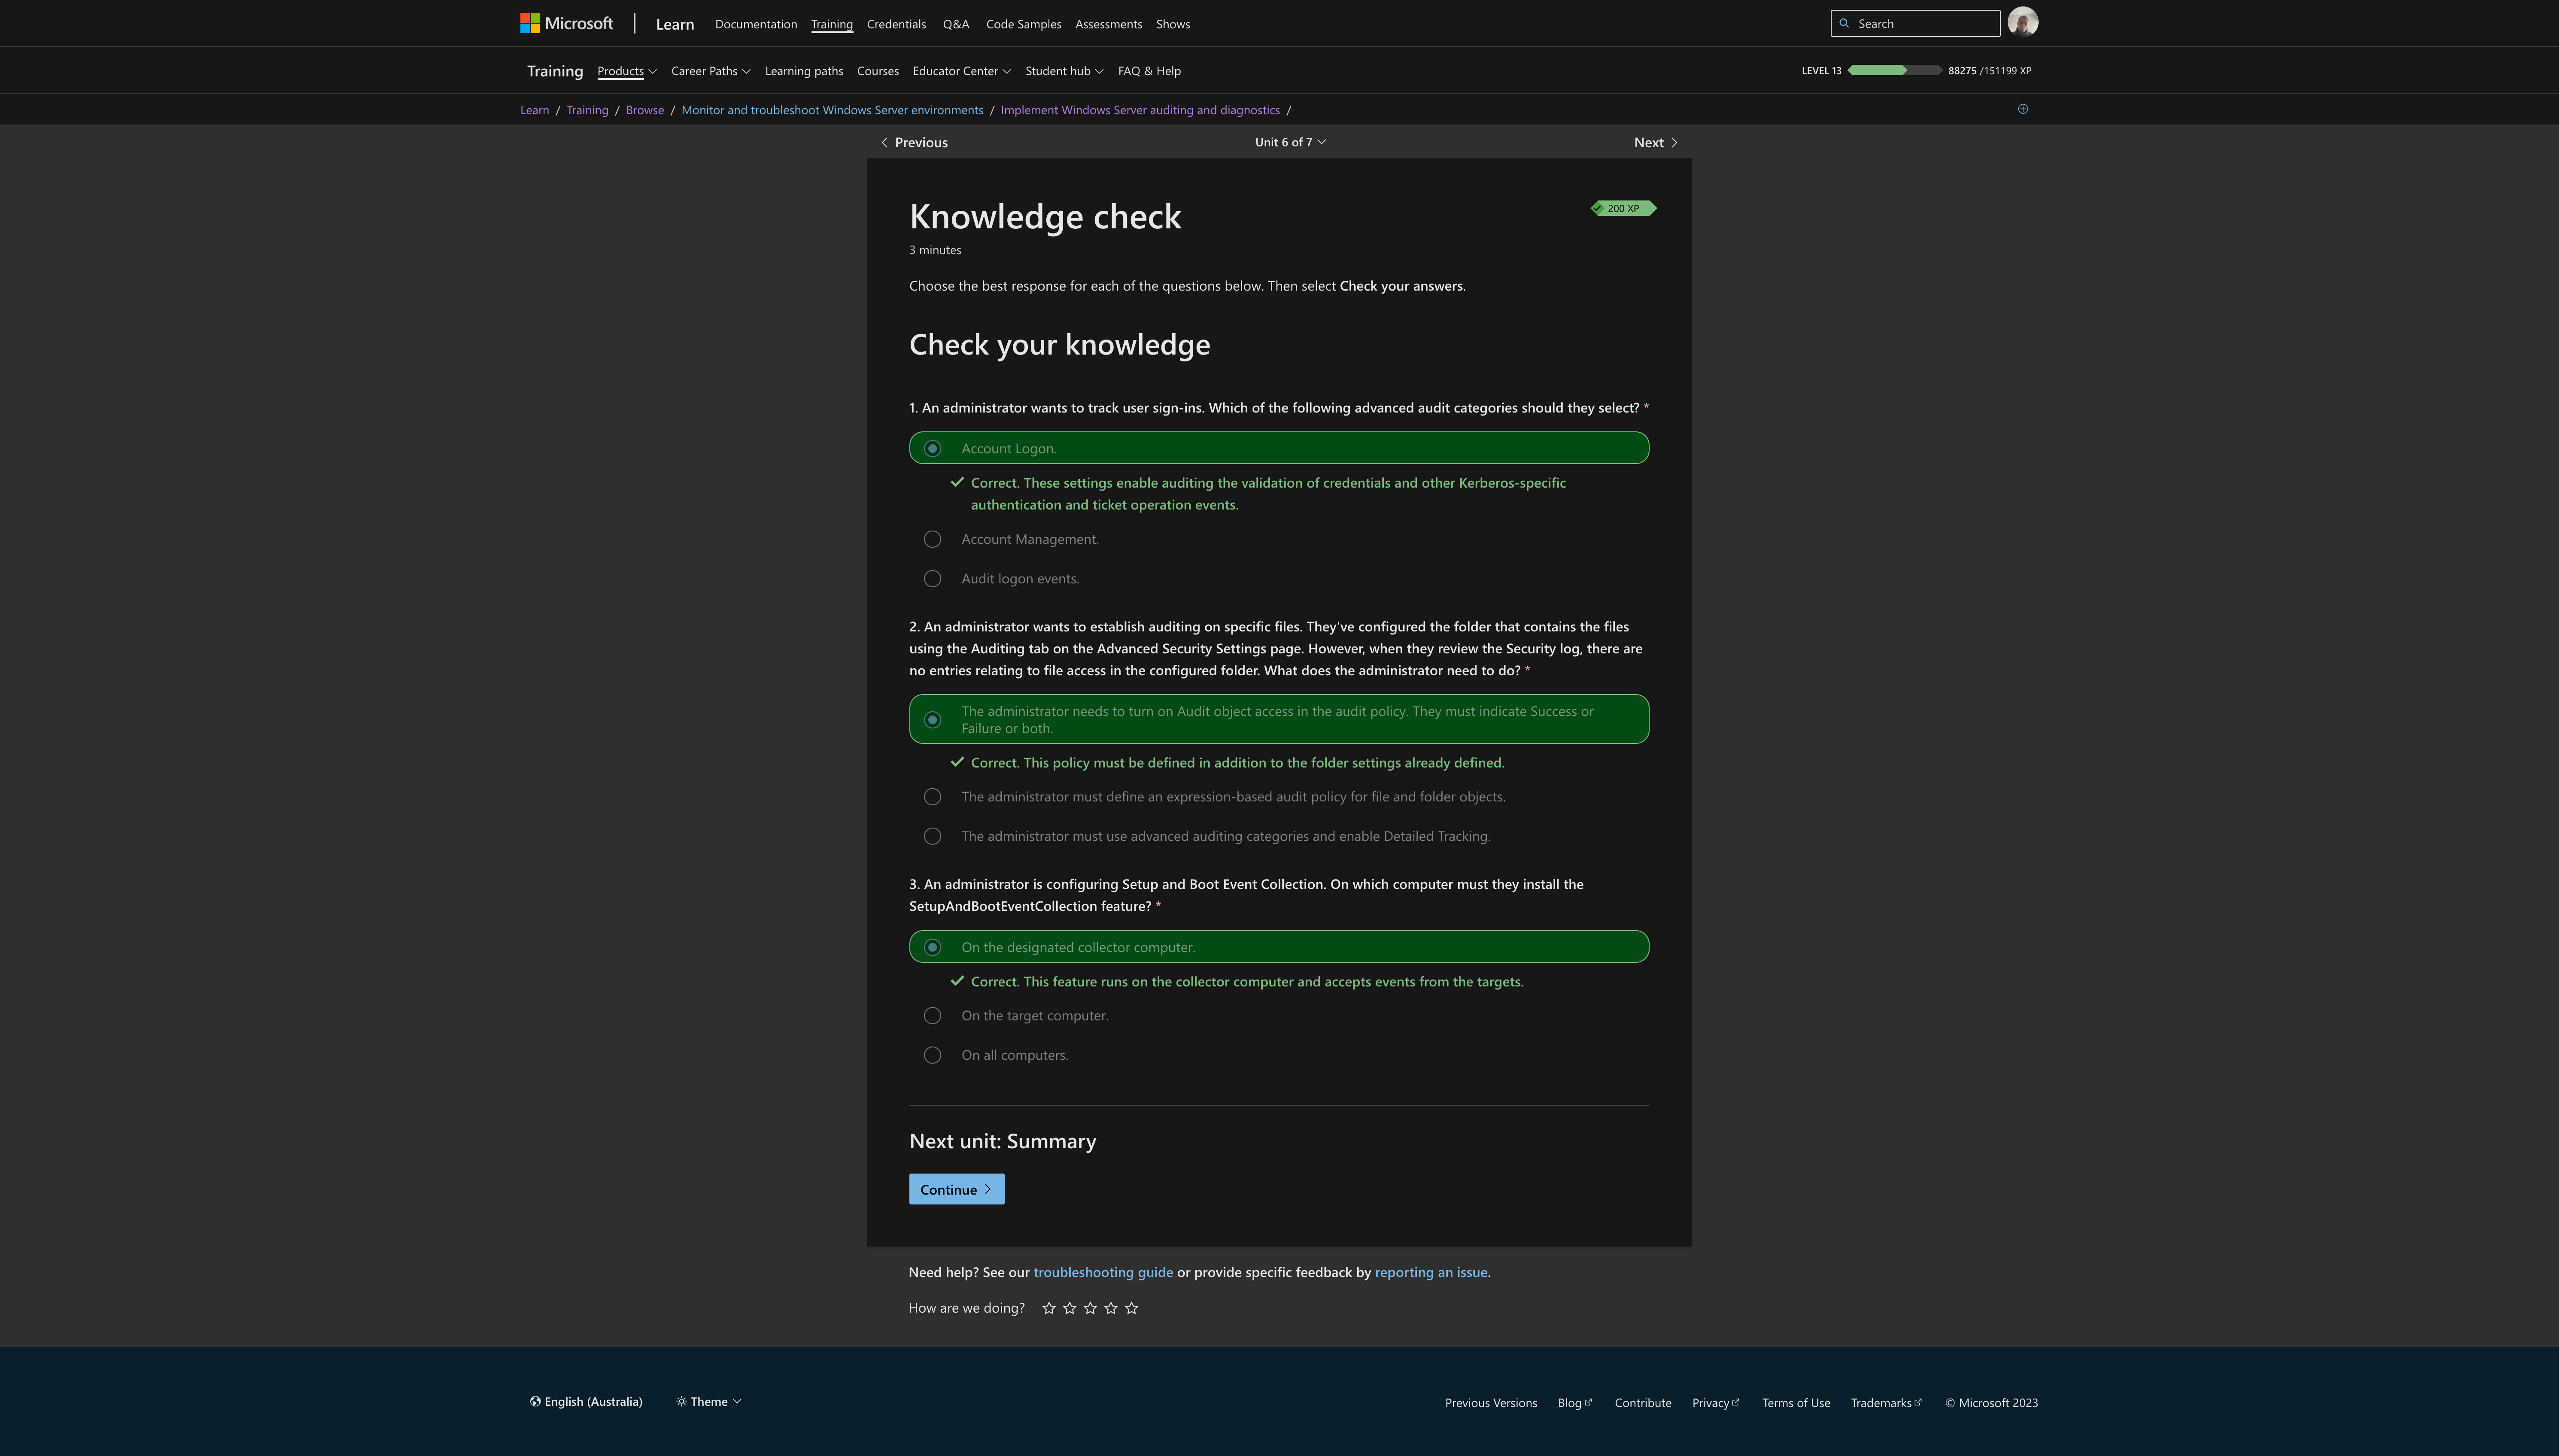 Microsoft
Learn
Documentation
Training
Credentials
Q&A
Code Samples
Assessments
Shows
Search
Training
Products
Career Paths
Learning paths
Courses
Educator Center
Student hub
FAQ & Help
LEVEL 13
88275 /151199 XP
Learn / Training / Browse / Monitor and troubleshoot Windows Server environments / Implement Windows Server auditing and diagnostics /
Previous
Unit 6 of 7
Next
Knowledge check
200 XP
3 minutes
Choose the best response for each of the questions below. Then select Check your answers.
Check your knowledge
1. An administrator wants to track user sign-ins. Which of the following advanced audit categories should they select? *
Account Logon.
Correct. These settings enable auditing the validation of credentials and other Kerberos-specific
authentication and ticket operation events.
Account Management.
Audit logon events.
2. An administrator wants to establish auditing on specific files. They've configured the folder that contains the files
using the Auditing tab on the Advanced Security Settings page. However, when they review the Security log, there are
no entries relating to file access in the configured folder. What does the administrator need to do? *
The administrator needs to turn on Audit object access in the audit policy. They must indicate Success or
Failure or both.
Correct. This policy must be defined in addition to the folder settings already defined.
The administrator must define an expression-based audit policy for file and folder objects.
The administrator must use advanced auditing categories and enable Detailed Tracking.
3. An administrator is configuring Setup and Boot Event Collection. On which computer must they install the
SetupAndBootEventCollection feature? *
On the designated collector computer.
Correct. This feature runs on the collector computer and accepts events from the targets.
On the target computer.
On all computers.
Next unit: Summary
Continue
Need help? See our troubleshooting guide or provide specific feedback by reporting an issue.
How are we doing?
English (Australia)
Theme
Previous Versions
Blog
Contribute
Privacy
Terms of Use
Trademarks
© Microsoft 2023